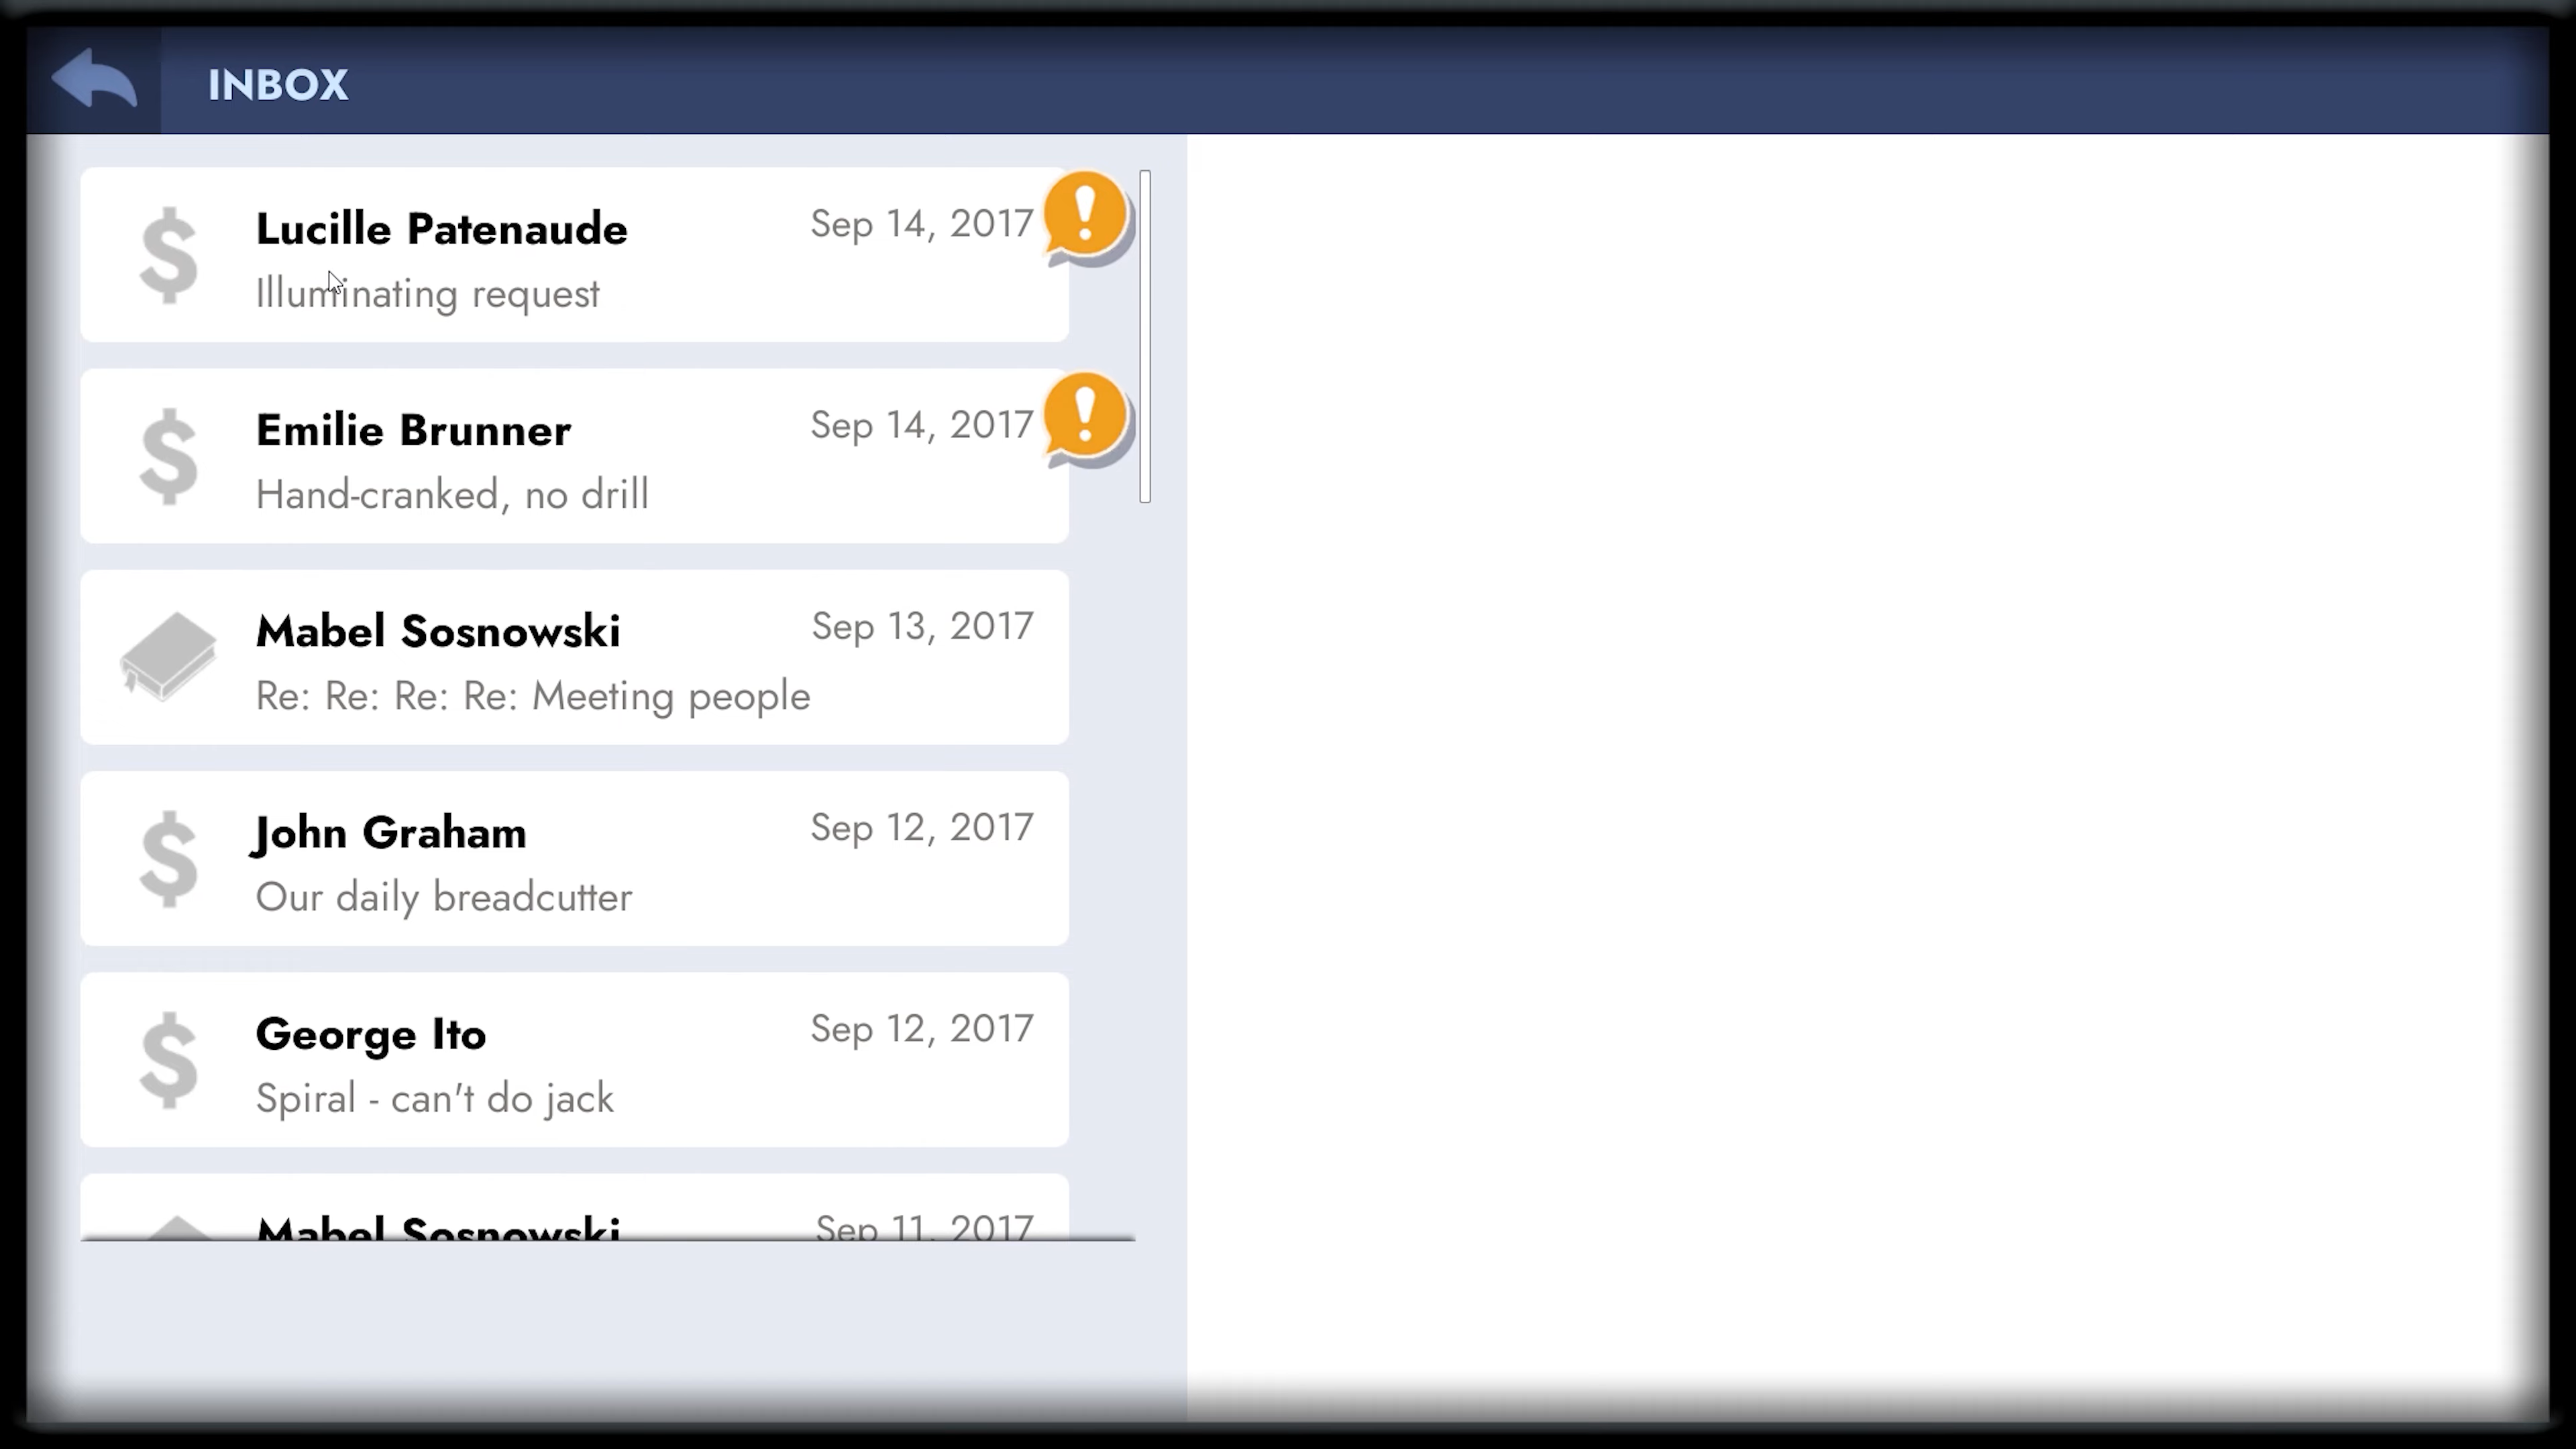 INBOX
Lucille Patenaude
Sep 14, 2017
Illuminating request
Emilie Brunner
Sep 14, 2017
Hand-cranked, no drill
Mabel Sosnowski
Sep 13, 2017
Re: Re: Re: Re: Meeting people
John Graham
Sep 12, 2017
Our daily breadcutter
George Ito
Sep 12, 2017
Spiral - can't do jack
Mabel Sosnowski
Sep 11, 2017